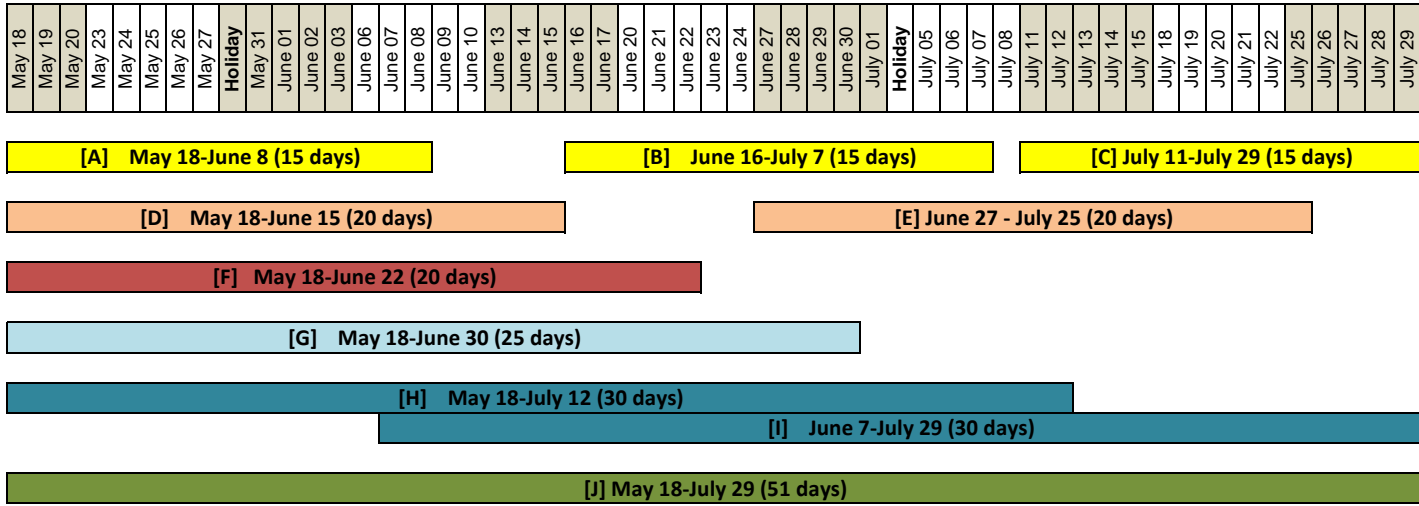 May 18
May 19
May 20
May 23
May 24
May 25
May 26
May 27
Holiday
May 31
June 01
June 02
June 03
June 06
June 07
June 08
June 09
June 10
June 13
June 14
June 15
June 16
June 17
June 20
June 21
June 22
June 23
June 24
June 27
June 28
June 29
June 30
July 01
Holiday
July 05
July 06
July 07
July 08
July 11
July 12
July 13
July 14
July 15
July 18
July 19
July 20
July 21
July 22
July 25
July 26
July 27
July 28
July 29
[A] May 18-June 8 (15 days)
[B] June 16-July 7 (15 days)
[C] July 11-July 29 (15 days)
[D] May 18-June 15 (20 days)
[E] June 27 - July 25 (20 days)
[F] May 18-June 22 (20 days)
[G] May 18-June 30 (25 days)
[H] May 18-July 12 (30 days)
[I] June 7-July 29 (30 days)
[J] May 18-July 29 (51 days)